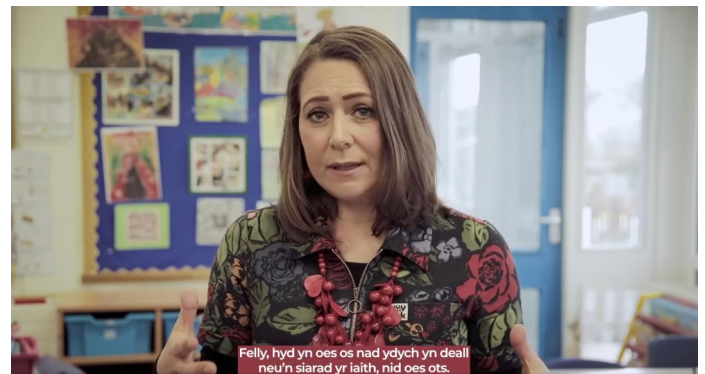 Felly, hyd yn oes os nad ydych yn deall
neu'n siarad yr iaith, nid oes ots.